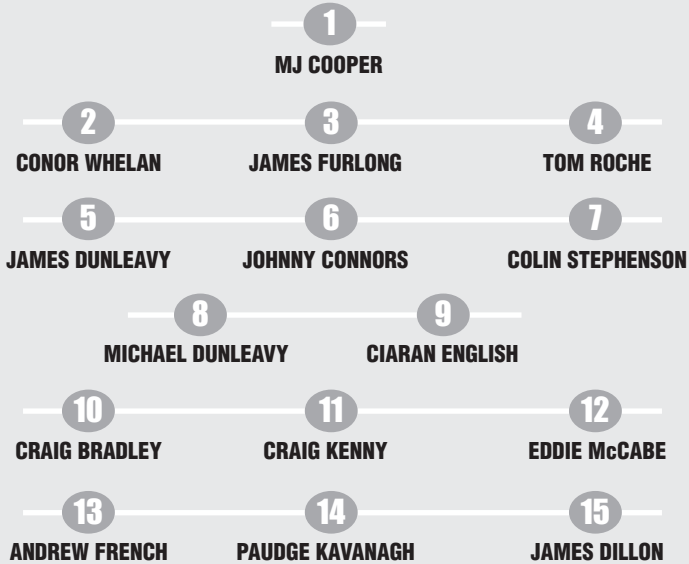 1
MJ COOPER
2 3 4
CONOR WHELAN JAMES FURLONG TOM ROCHE
5 6 7
JAMES DUNLEAVY JOHNNY CONNORS COLIN STEPHENSON
8 9
MICHAEL DUNLEAVY CIARAN ENGLISH
10 11 12
CRAIG BRADLEY CRAIG KENNY EDDIE McCABE
13 14 15
ANDREW FRENCH PAUDGE KAVANAGH JAMES DILLON